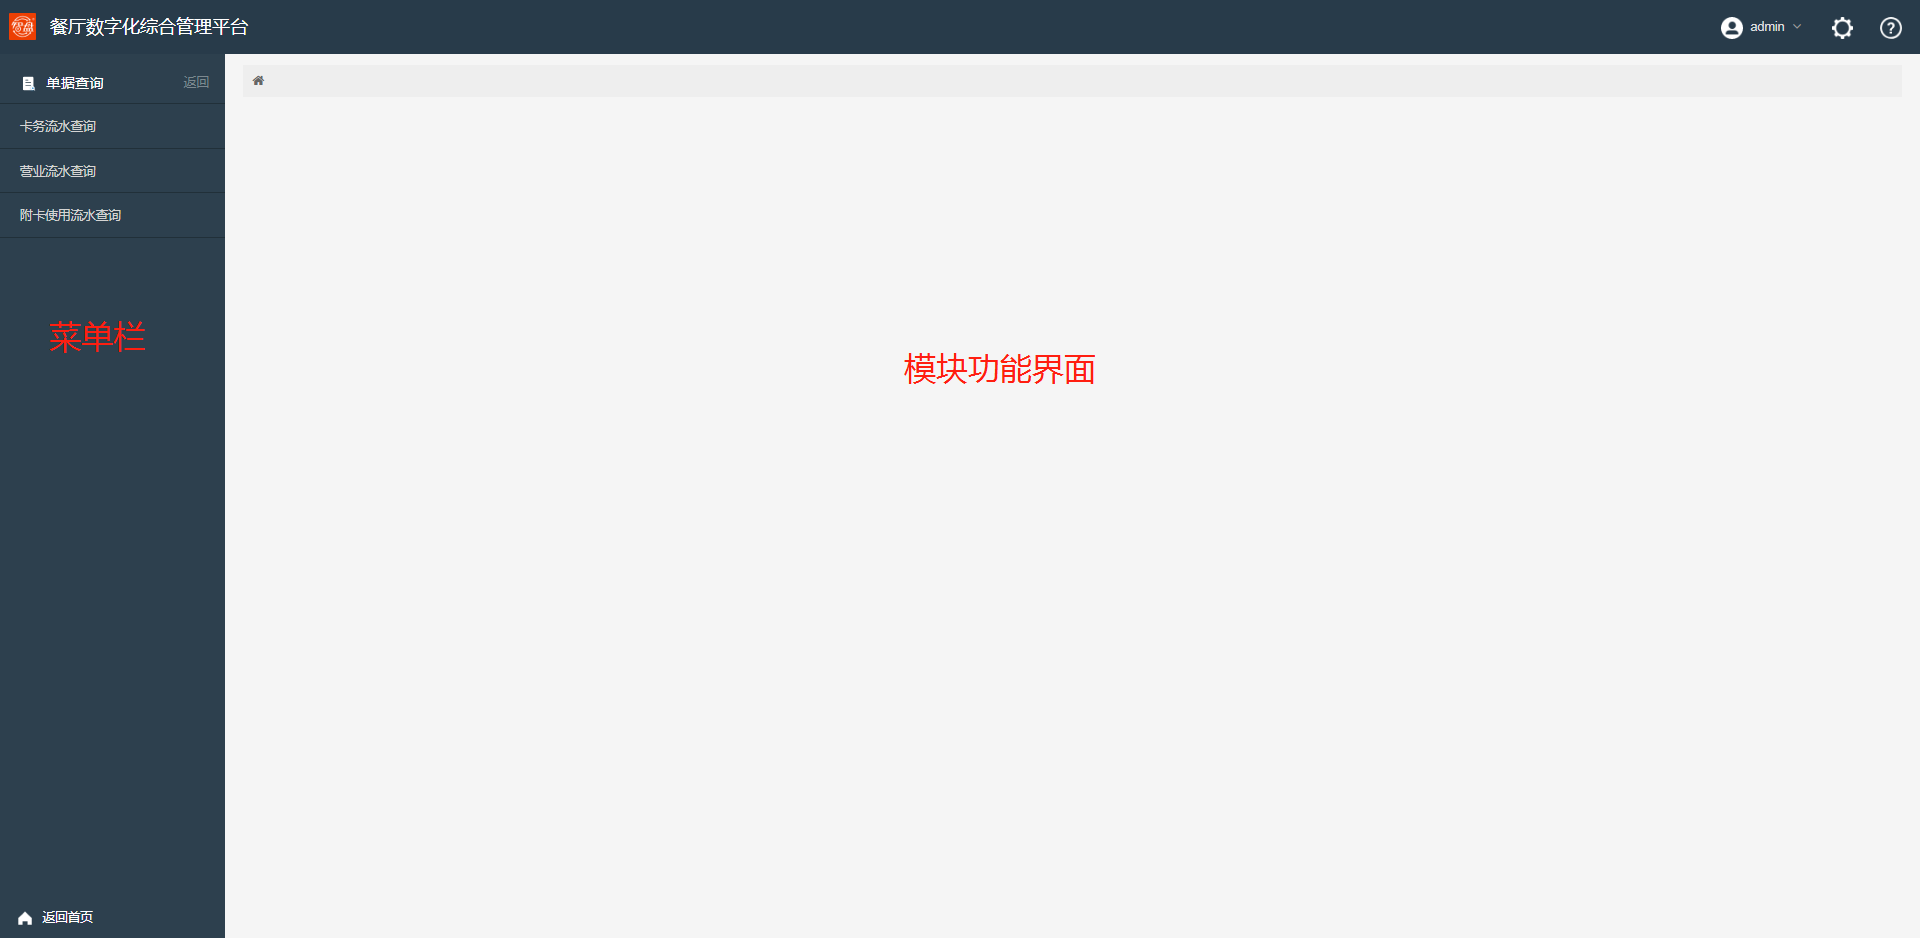 餐厅数字化综合管理平台
admin
单据查询 返回
卡务流水查询
营业流水查询
附卡使用流水查询
菜单栏
模块功能界面
返回首页